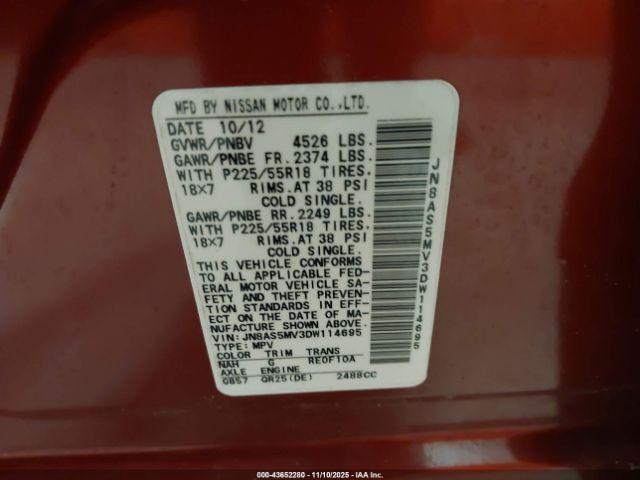 MFD BY NISSAN MOTOR CO.,LTD.
DATE 10/12
GVWR/PNBV 4526 LBS.
GAWR/PNBE FR.2374 LBS.
WITH P225/55R18 TIRES,
18X7 RIMS.AT 38 PSI
COLD SINGLE.
GAWR/PNBE RR.2249 LBS.
WITH P225/55R18 TIRES,
18X7 RIMS.AT 38 PSI
COLD SINGLE.
THIS VEHICLE CONFORMS
TO ALL APPLICABLE FED-
ERAL MOTOR VEHICLE SA-
FETY AND THEFT PREVEN-
TION STANDARDS IN EFF-
ECT ON THE DATE OF MA-
NUFACTURE SHOWN ABOVE.
VIN:JN8AS5MV3DW114695
TYPE:MPV
COLOR TRIM TRANS
NAH G RE0F10A
AXLE ENGINE
GB57 QR25(DE) 2488CC
JN8AS5MV3DW114695
000-43652280 - 11/10/2025 - IAA Inc.